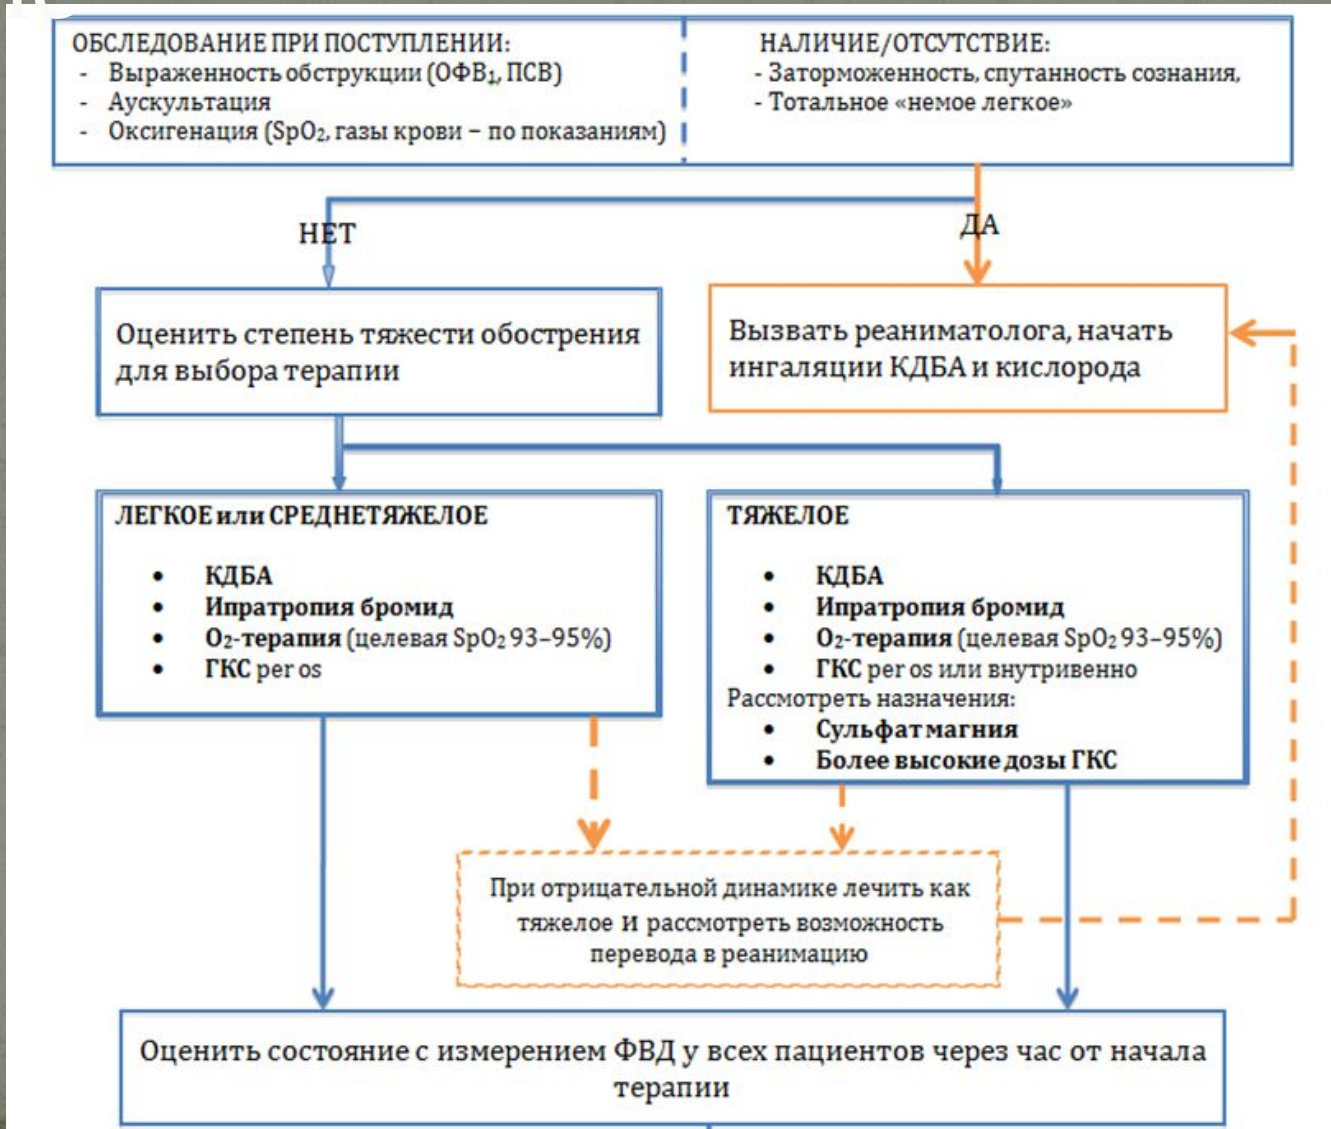 ОБСЛЕДОВАНИЕ ПРИ ПОСТУПЛЕНИИ:
- Выраженность обструкции (ОФВ₁, ПСВ)
- Аускультация
- Оксигенация (SpO₂, газы крови – по показаниям)
НАЛИЧИЕ/ОТСУТСТВИЕ:
- Заторможенность, спутанность сознания,
- Тотальное «немое легкое»
НЕТ
ДА
Оценить степень тяжести обострения
для выбора терапии
Вызвать реаниматолога, начать
ингаляции КДБА и кислорода
ЛЕГКОЕ или СРЕДНЕТЯЖЕЛОЕ
• КДБА
• Ипратропия бромид
• О₂-терапия (целевая SpO₂ 93–95%)
• ГКС per os
ТЯЖЕЛОЕ
• КДБА
• Ипратропия бромид
• О₂-терапия (целевая SpO₂ 93–95%)
• ГКС per os или внутривенно
Рассмотреть назначения:
• Сульфат магния
• Более высокие дозы ГКС
При отрицательной динамике лечить как
тяжелое и рассмотреть возможность
перевода в реанимацию
Оценить состояние с измерением ФВД у всех пациентов через час от начала
терапии